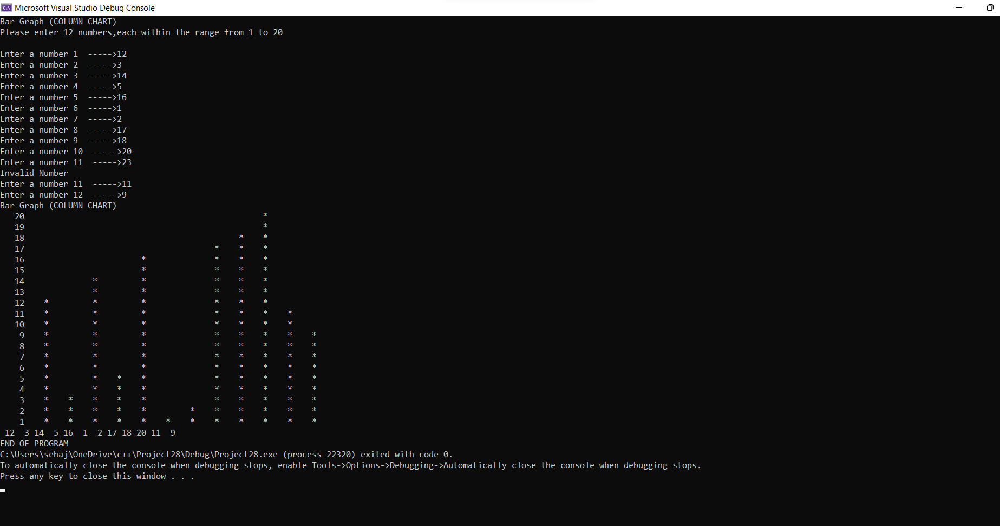 Microsoft Visual Studio Debug Console
Bar Graph (COLUMN CHART)
Please enter 12 numbers,each within the range from 1 to 20
Enter a number 1  ----->12
Enter a number 2  ----->3
Enter a number 3  ----->14
Enter a number 4  ----->5
Enter a number 5  ----->16
Enter a number 6  ----->1
Enter a number 7  ----->2
Enter a number 8  ----->17
Enter a number 9  ----->18
Enter a number 10  ----->20
Enter a number 11  ----->23
Invalid Number
Enter a number 11  ----->11
Enter a number 12  ----->9
Bar Graph (COLUMN CHART)
   20                                                 *
   19                                                 *
   18                                            *    *
   17                                       *    *    *
   16                        *              *    *    *
   15                        *              *    *    *
   14              *         *              *    *    *
   13              *         *              *    *    *
   12    *         *         *              *    *    *
   11    *         *         *              *    *    *    *
   10    *         *         *              *    *    *    *
    9    *         *         *              *    *    *    *    *
    8    *         *         *              *    *    *    *    *
    7    *         *         *              *    *    *    *    *
    6    *         *         *              *    *    *    *    *
    5    *         *    *    *              *    *    *    *    *
    4    *         *    *    *              *    *    *    *    *
    3    *    *    *    *    *              *    *    *    *    *
    2    *    *    *    *    *         *    *    *    *    *    *
    1    *    *    *    *    *    *    *    *    *    *    *    *
 12  3 14  5 16  1  2 17 18 20 11  9
END OF PROGRAM
C:\Users\sehaj\OneDrive\c++\Project28\Debug\Project28.exe (process 22320) exited with code 0.
To automatically close the console when debugging stops, enable Tools->Options->Debugging->Automatically close the console when debugging stops.
Press any key to close this window . . .